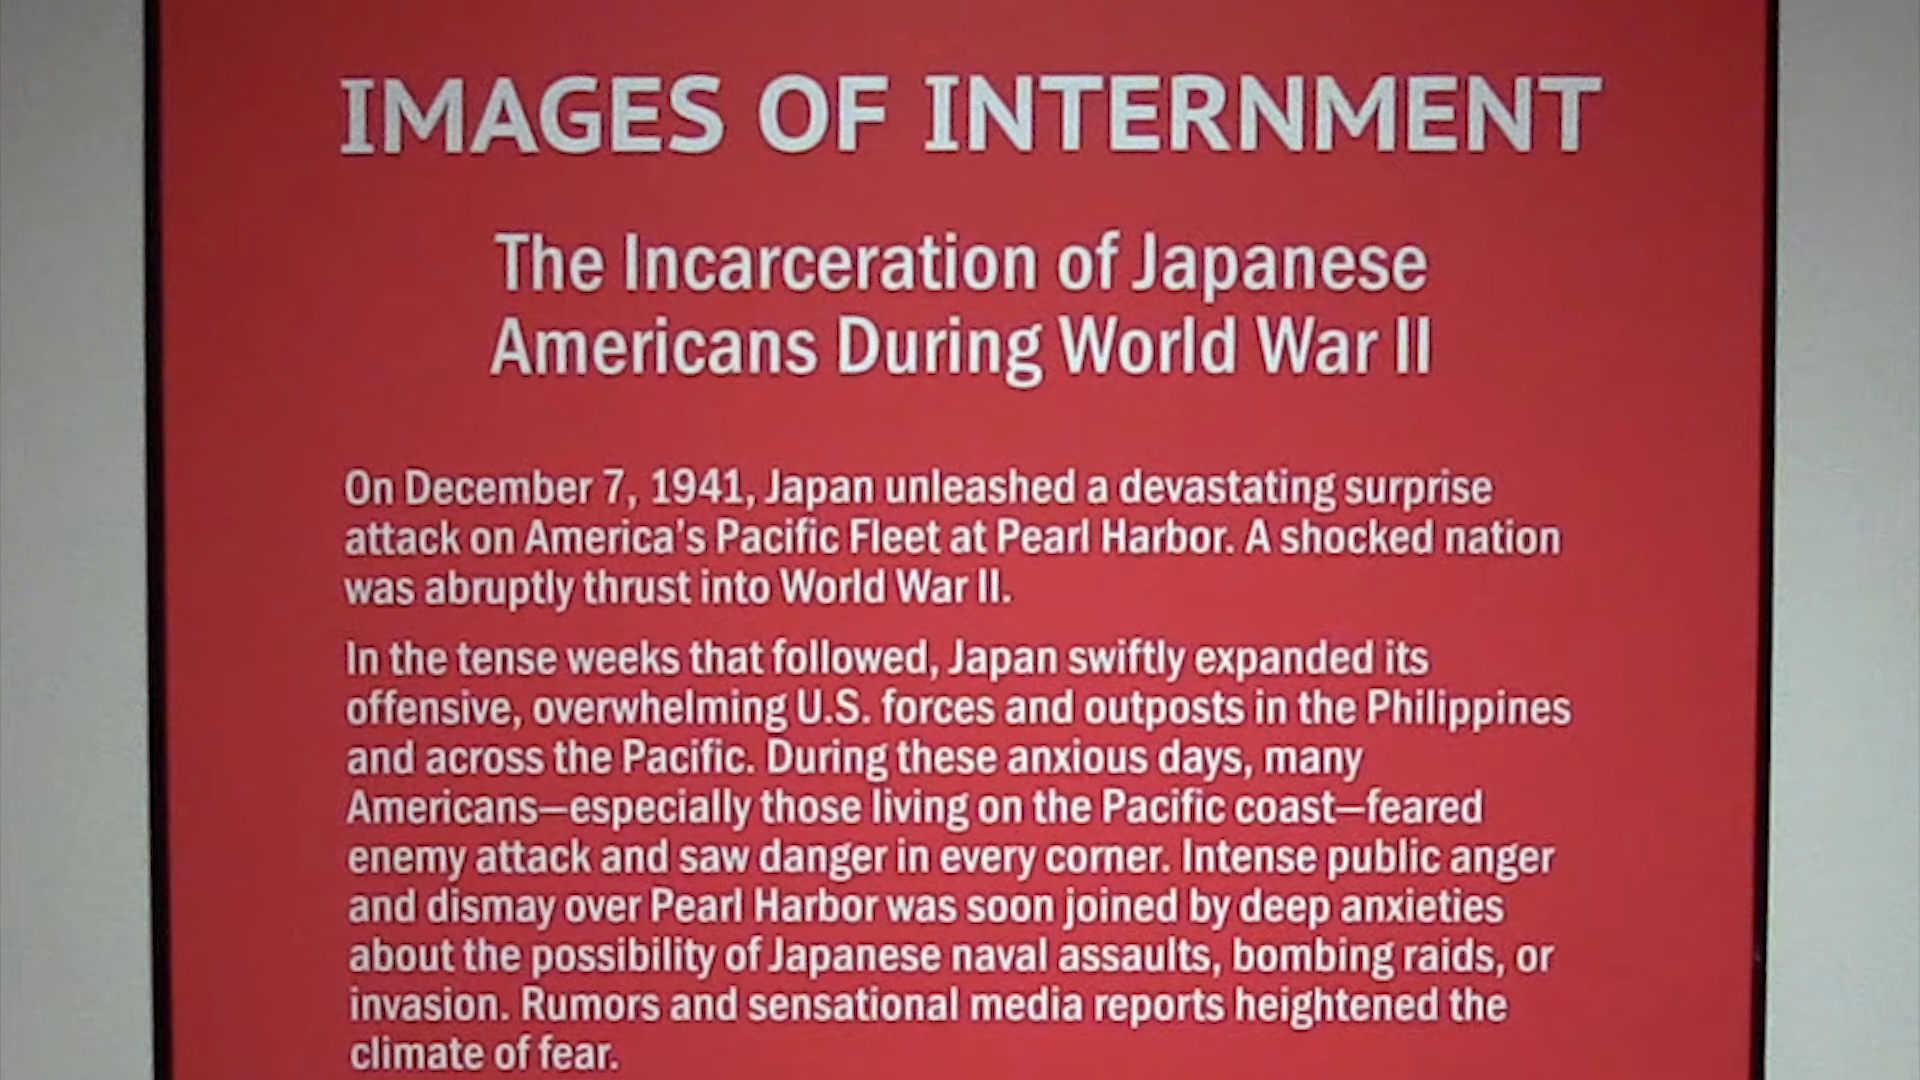 IMAGES OF INTERNMENT
The Incarceration of Japanese
Americans During World War II
On December 7, 1941, Japan unleashed a devastating surprise
attack on America's Pacific Fleet at Pearl Harbor. A shocked nation
was abruptly thrust into World War II.
In the tense weeks that followed, Japan swiftly expanded its
offensive, overwhelming U.S. forces and outposts in the Philippines
and across the Pacific. During these anxious days, many
Americans—especially those living on the Pacific coast—feared
enemy attack and saw danger in every corner. Intense public anger
and dismay over Pearl Harbor was soon joined by deep anxieties
about the possibility of Japanese naval assaults, bombing raids, or
invasion. Rumors and sensational media reports heightened the
climate of fear.